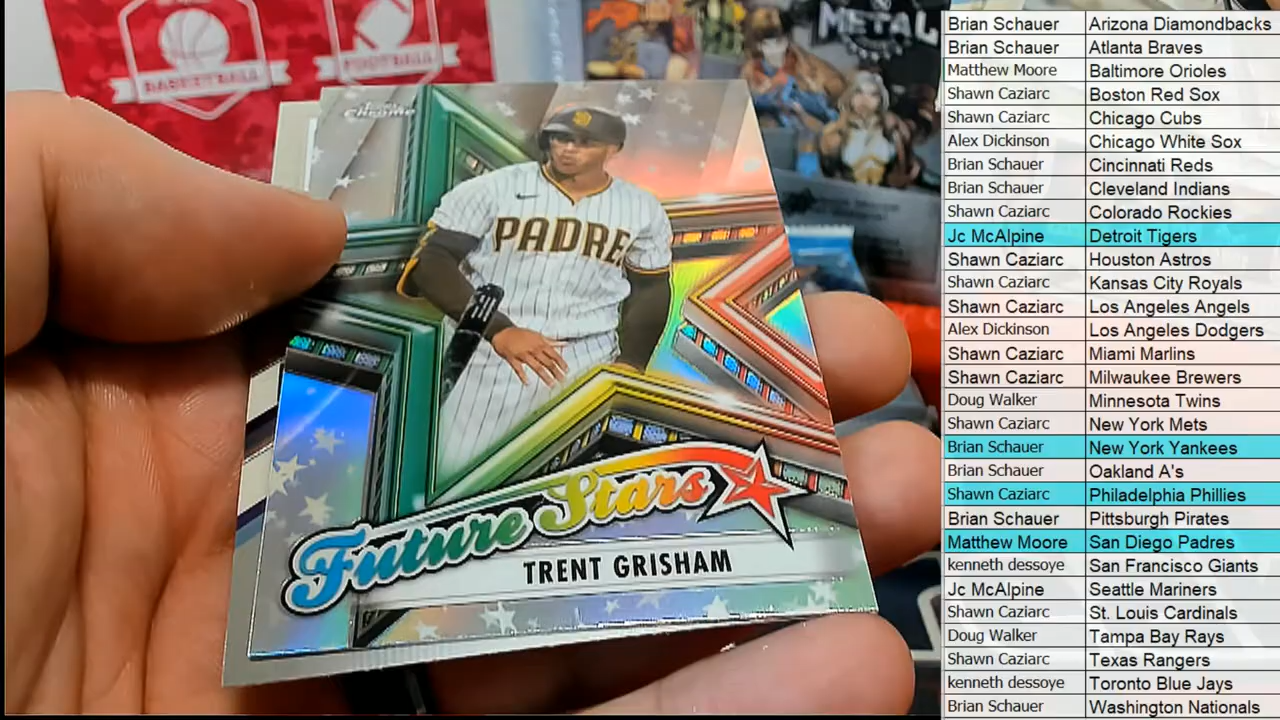 BASKETBALL
FOOTBALL
METAL
Topps
Chrome
PADRE
Future Stars
TRENT GRISHAM
Brian Schauer Arizona Diamondbacks
Brian Schauer Atlanta Braves
Matthew Moore Baltimore Orioles
Shawn Caziarc Boston Red Sox
Shawn Caziarc Chicago Cubs
Alex Dickinson Chicago White Sox
Brian Schauer Cincinnati Reds
Brian Schauer Cleveland Indians
Shawn Caziarc Colorado Rockies
Jc McAlpine Detroit Tigers
Shawn Caziarc Houston Astros
Shawn Caziarc Kansas City Royals
Shawn Caziarc Los Angeles Angels
Alex Dickinson Los Angeles Dodgers
Shawn Caziarc Miami Marlins
Shawn Caziarc Milwaukee Brewers
Doug Walker Minnesota Twins
Shawn Caziarc New York Mets
Brian Schauer New York Yankees
Brian Schauer Oakland A's
Shawn Caziarc Philadelphia Phillies
Brian Schauer Pittsburgh Pirates
Matthew Moore San Diego Padres
kenneth dessoye San Francisco Giants
Jc McAlpine Seattle Mariners
Shawn Caziarc St. Louis Cardinals
Doug Walker Tampa Bay Rays
Shawn Caziarc Texas Rangers
kenneth dessoye Toronto Blue Jays
Brian Schauer Washington Nationals